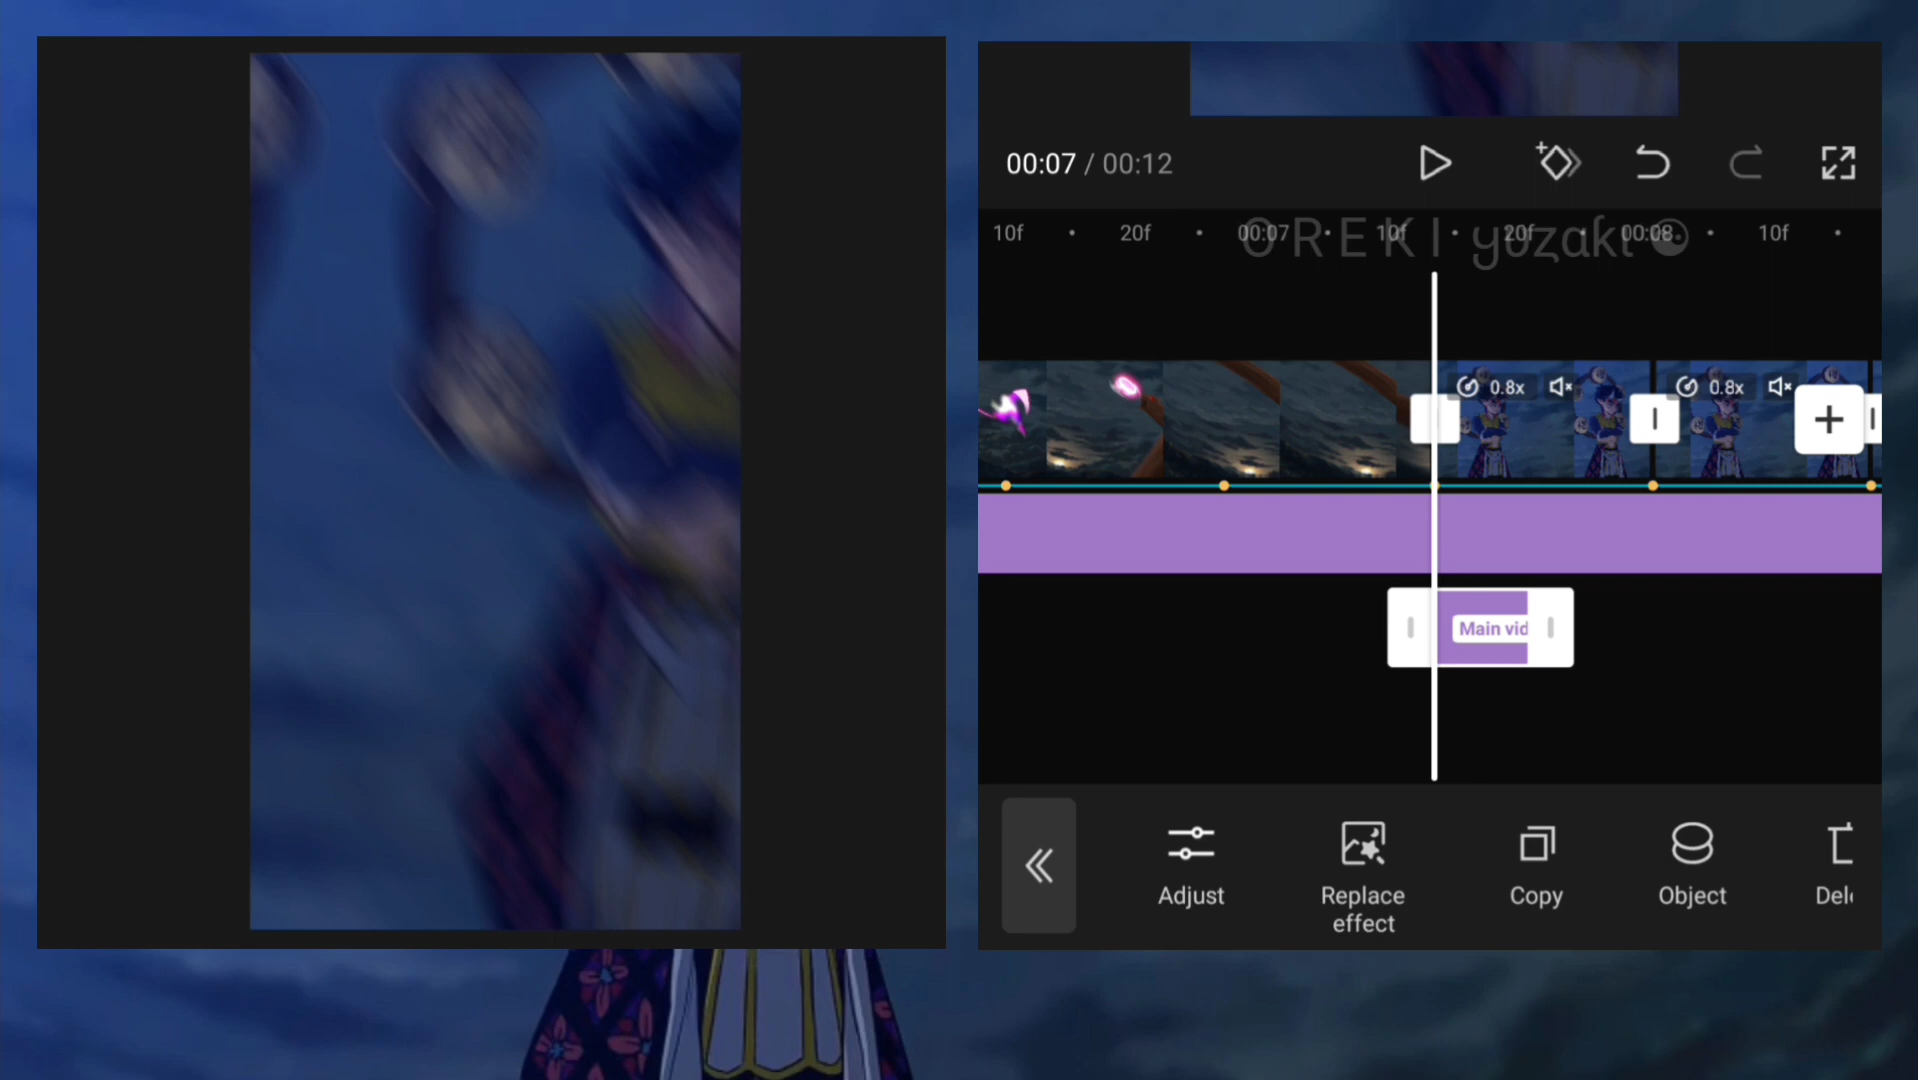 00:07 / 00:12
10f 20f 00:07 10f 20f 00:08 10f
OREKI yuzaki
0.8x 0.8x
Main vid
Adjust Replace effect Copy Object Del